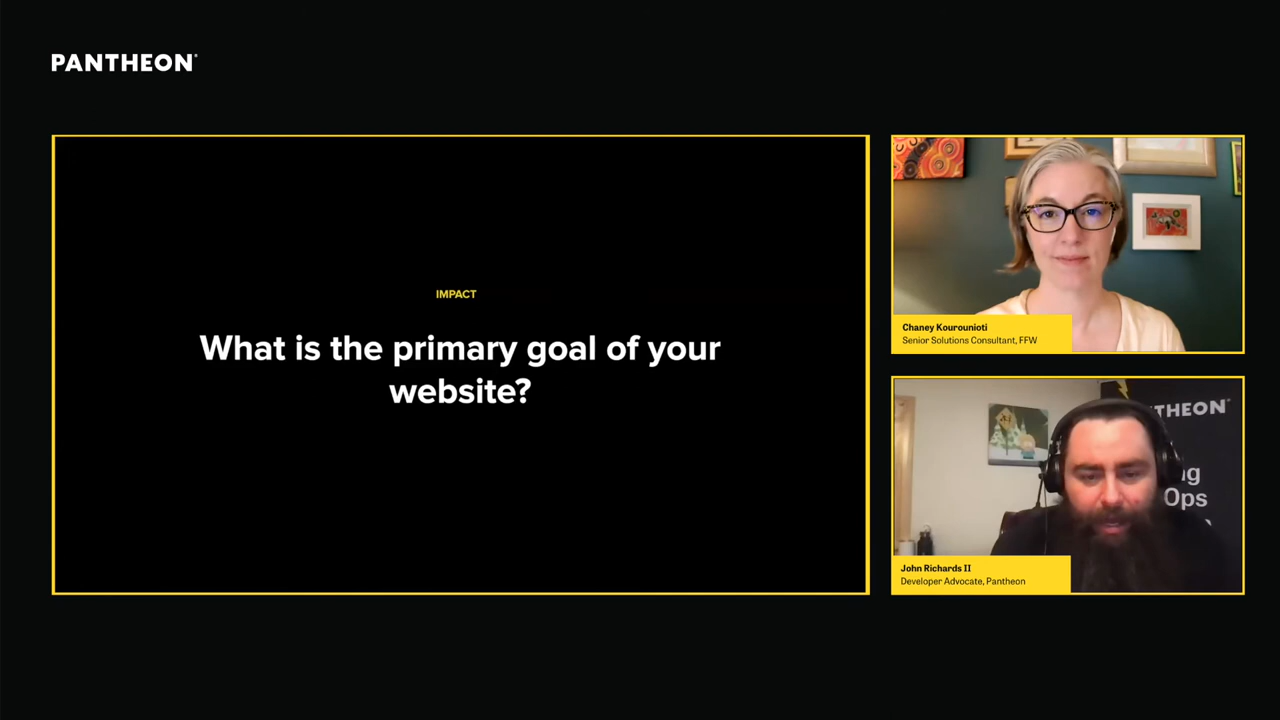 PANTHEON
IMPACT
What is the primary goal of your
website?
Chaney Kourounioti
Senior Solutions Consultant, FFW
THEON
Ops
John Richards II
Developer Advocate, Pantheon